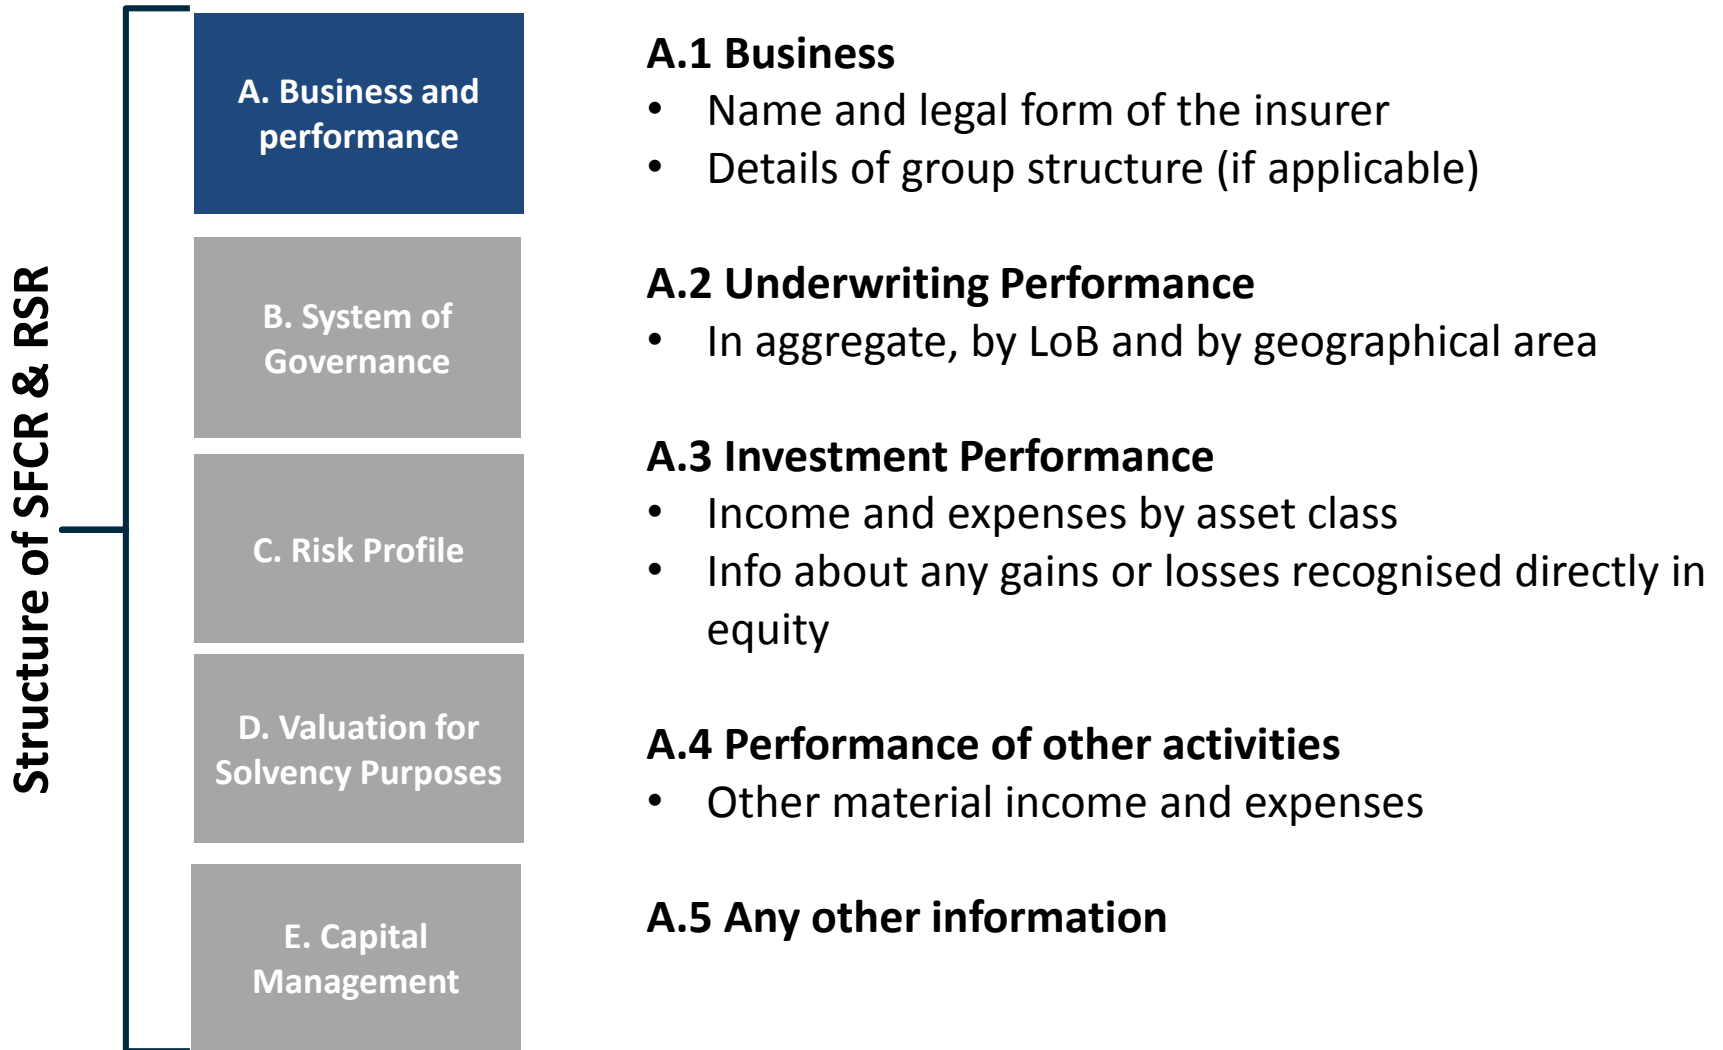 Structure of SFCR & RSR
A. Business and
performance
B. System of
Governance
C. Risk Profile
D. Valuation for
Solvency Purposes
E. Capital
Management
A.1 Business
• Name and legal form of the insurer
• Details of group structure (if applicable)
A.2 Underwriting Performance
• In aggregate, by LoB and by geographical area
A.3 Investment Performance
• Income and expenses by asset class
• Info about any gains or losses recognised directly in
equity
A.4 Performance of other activities
• Other material income and expenses
A.5 Any other information